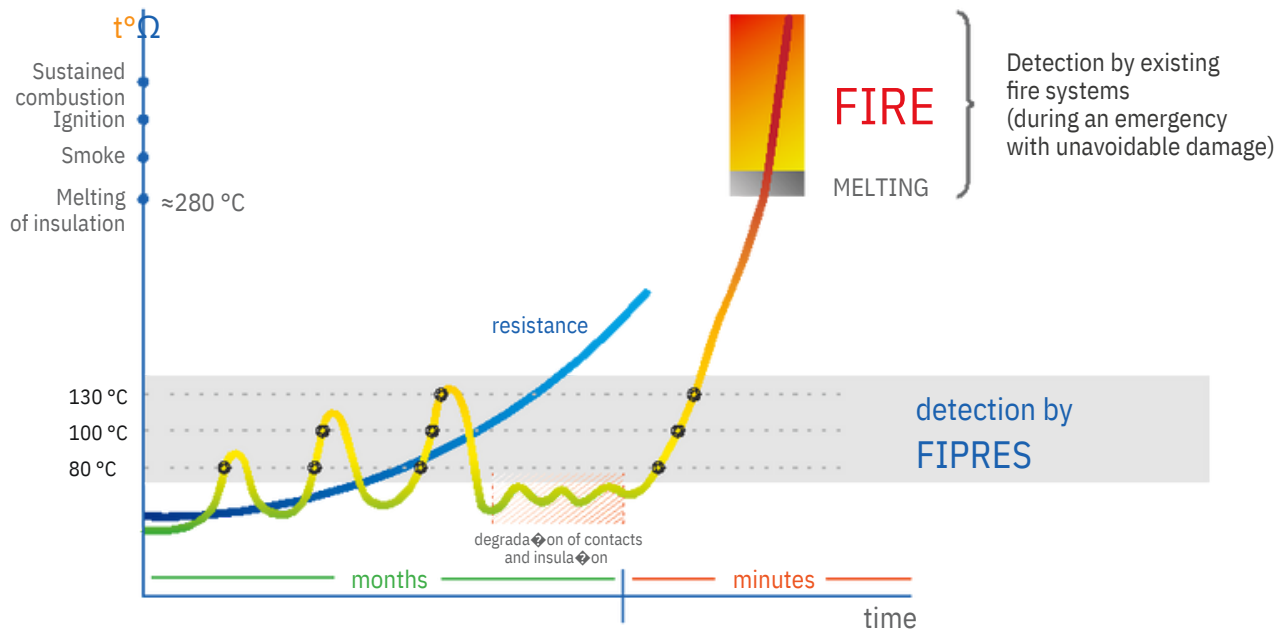 t°Ω
Sustained
combustion
Ignition
Smoke
Melting
of insulation
≈280 °C
FIRE
MELTING
Detection by existing
fire systems
(during an emergency
with unavoidable damage)
resistance
130 °C
100 °C
80 °C
detection by
FIPRES
degrada�on of contacts
and insula�on
months
minutes
time